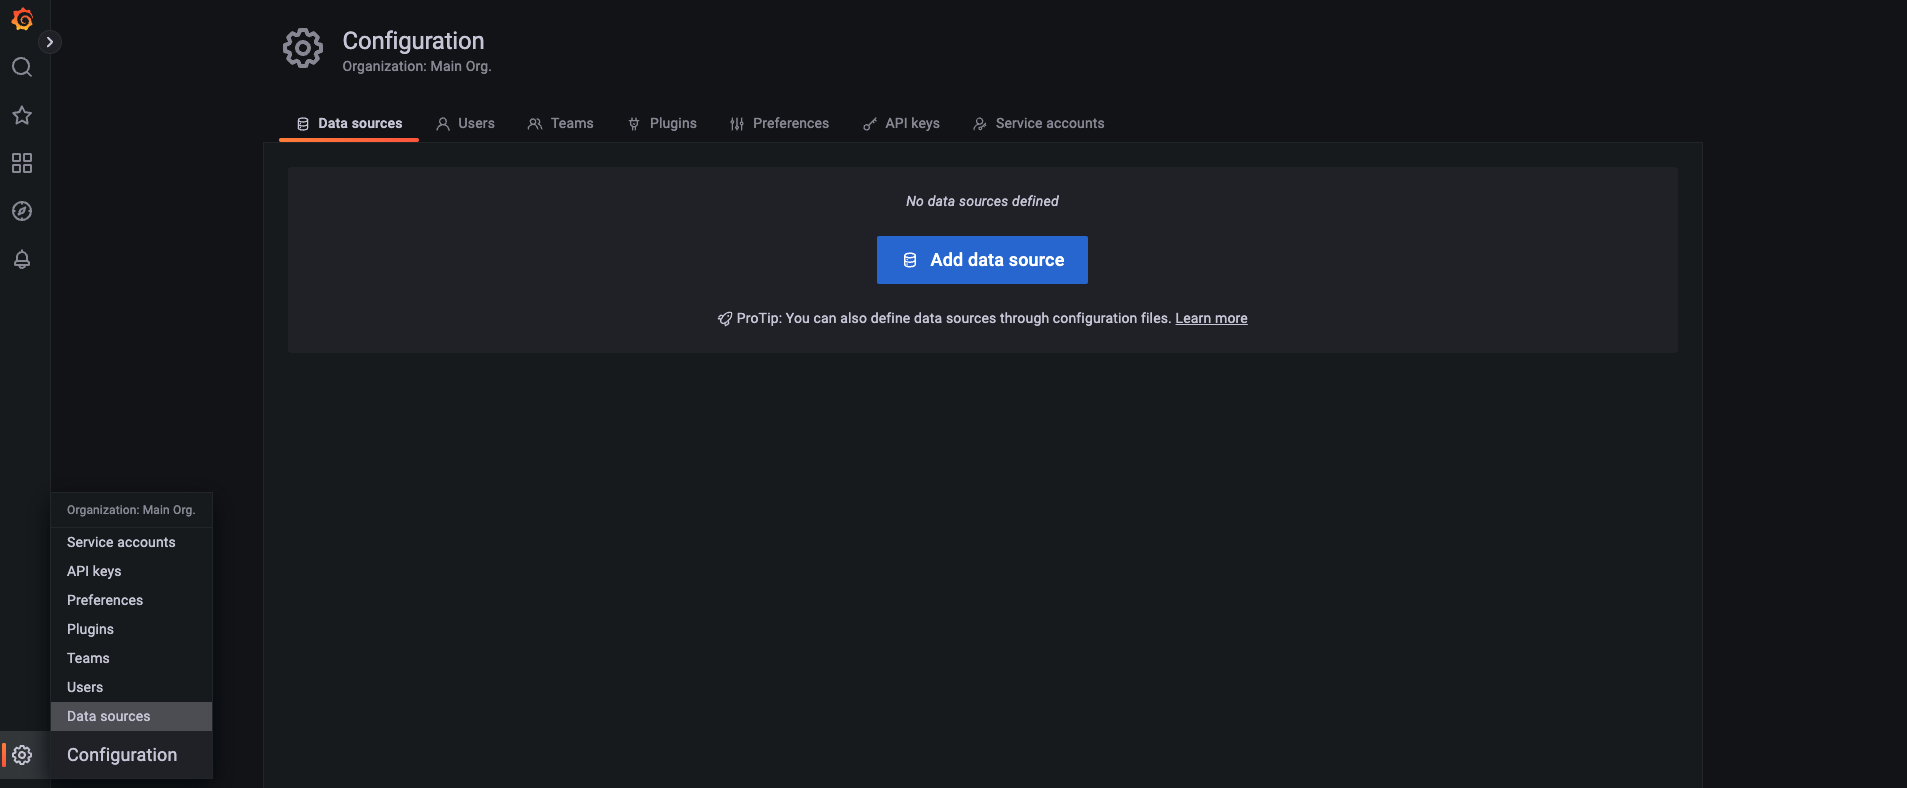 Configuration
Organization: Main Org.
Data sources
Users
Teams
Plugins
Preferences
API keys
Service accounts
No data sources defined
Add data source
ProTip: You can also define data sources through configuration files. Learn more
Organization: Main Org.
Service accounts
API keys
Preferences
Plugins
Teams
Users
Data sources
Configuration